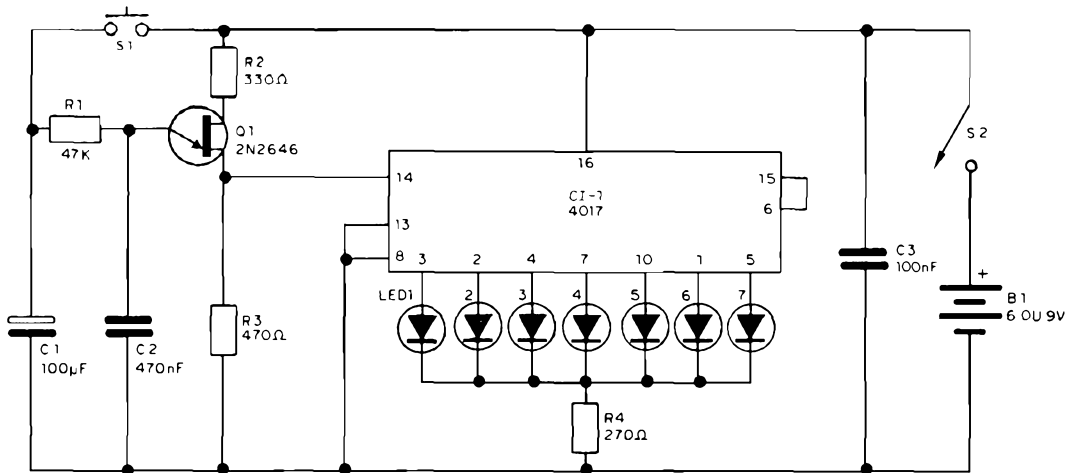 S1
R2
330Ω
R1
47K
Q1
2N2646
S2
16
14
CI-1
4017
15
6
13
8
3
2
4
7
10
1
5
LED1
2
3
4
5
6
7
C3
100nF
+
B1
6 OU 9V
C1
100µF
C2
470nF
R3
470Ω
R4
270Ω